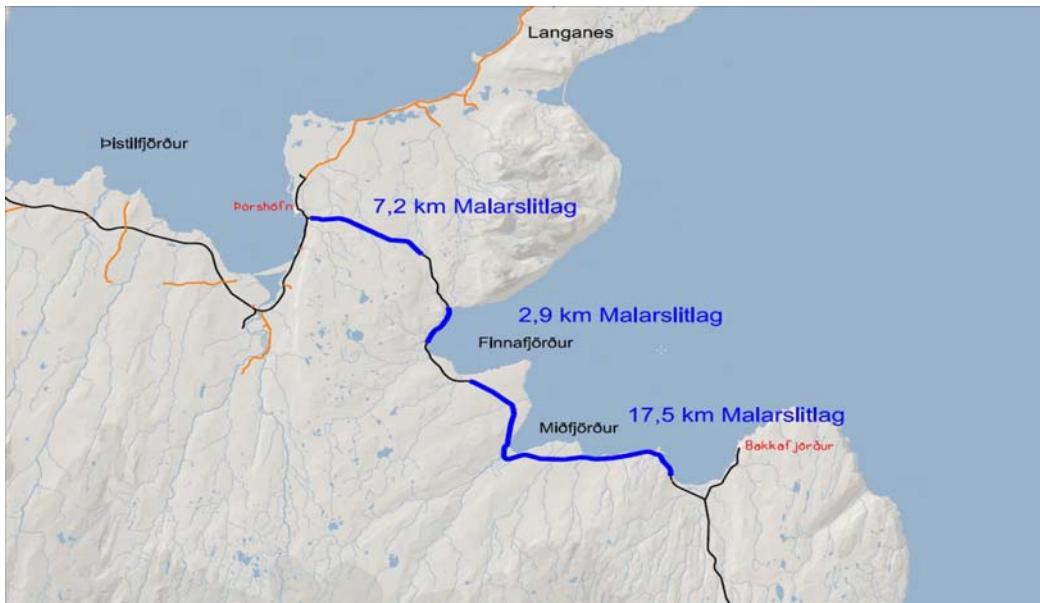 Langanes
Þistilfjörður
Þórshöfn
7,2 km Malarslitlag
2,9 km Malarslitlag
Finnafjörður
17,5 km Malarslitlag
Miðfjörður
Bakkafjörður